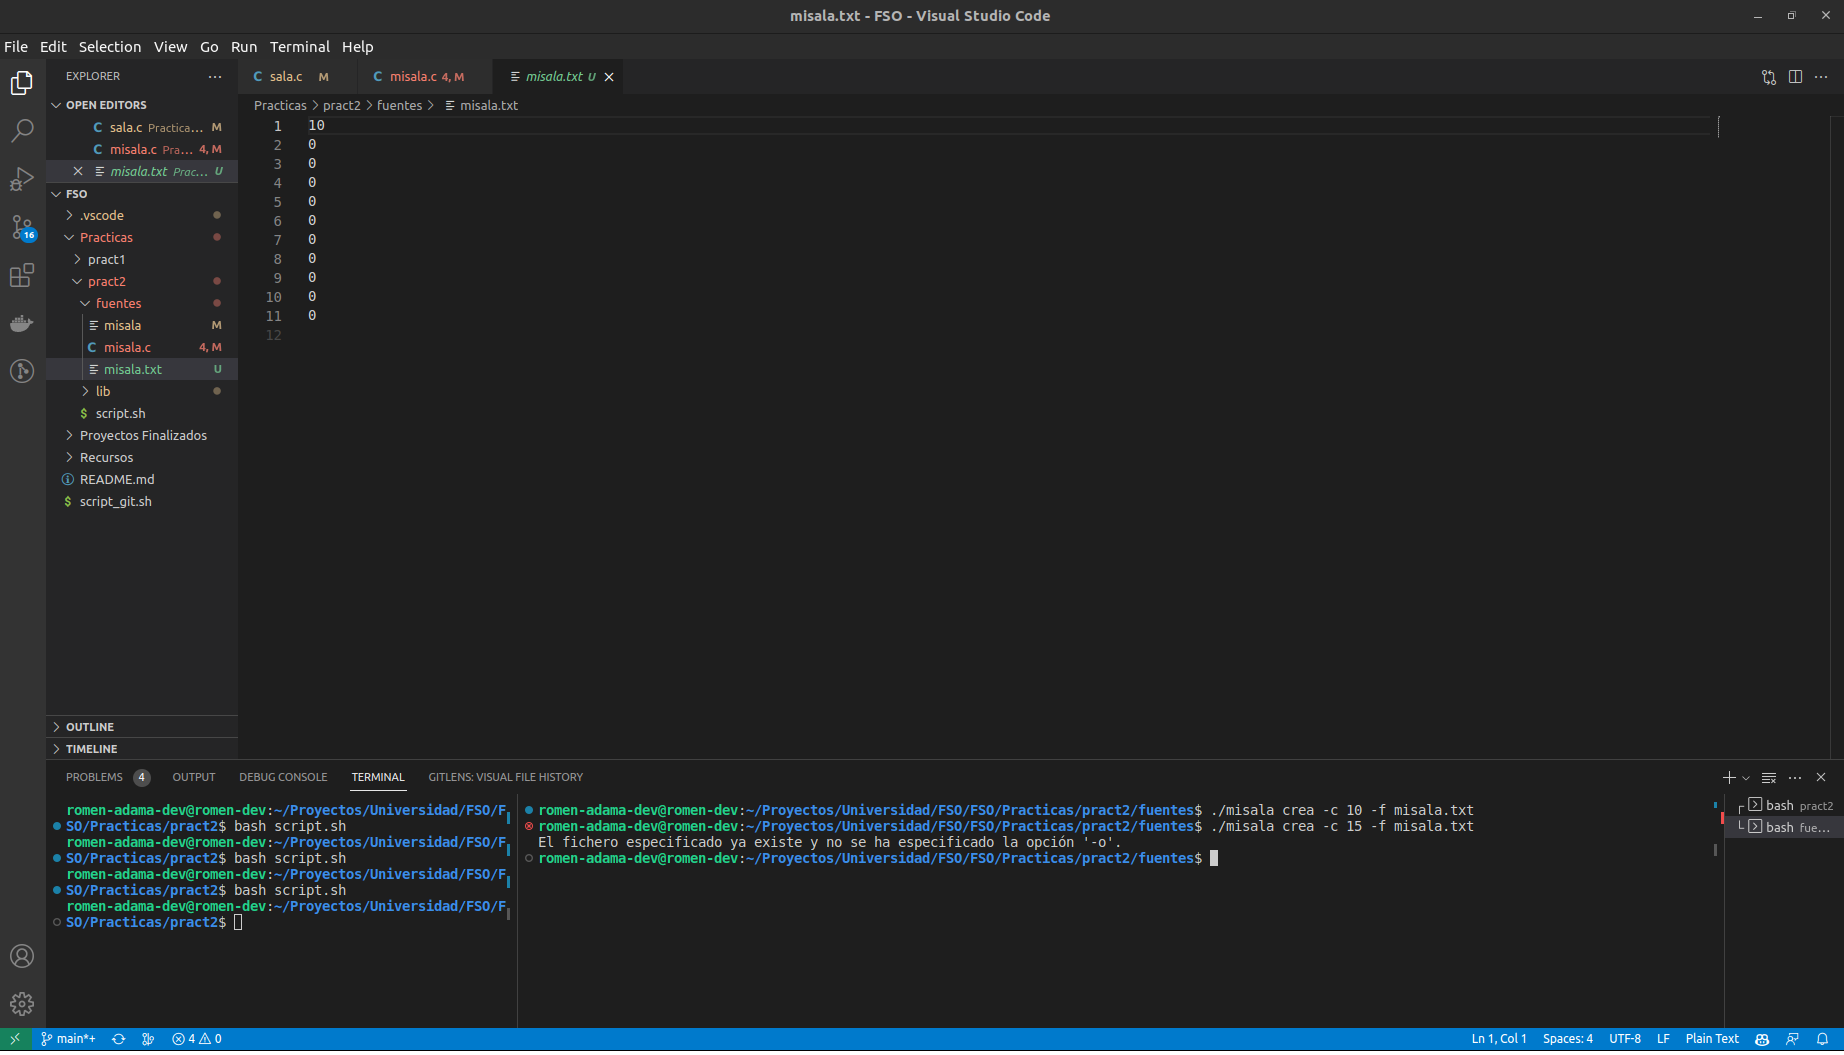 misala.txt - FSO - Visual Studio Code
File Edit Selection View Go Run Terminal Help
EXPLORER
OPEN EDITORS
C sala.c Practica... M
C misala.c Pra... 4, M
misala.txt Prac... U
FSO
.vscode
Practicas
pract1
pract2
fuentes
misala M
C misala.c 4, M
misala.txt U
lib
$ script.sh
Proyectos Finalizados
Recursos
README.md
$ script_git.sh
OUTLINE
TIMELINE
16
C sala.c M
C misala.c 4, M
misala.txt U
Practicas > pract2 > fuentes > misala.txt
1 10
2 0
3 0
4 0
5 0
6 0
7 0
8 0
9 0
10 0
11 0
12
PROBLEMS 4 OUTPUT DEBUG CONSOLE TERMINAL GITLENS: VISUAL FILE HISTORY
romen-adama-dev@romen-dev:~/Proyectos/Universidad/FSO/F
SO/Practicas/pract2$ bash script.sh
romen-adama-dev@romen-dev:~/Proyectos/Universidad/FSO/F
SO/Practicas/pract2$ bash script.sh
romen-adama-dev@romen-dev:~/Proyectos/Universidad/FSO/F
SO/Practicas/pract2$ bash script.sh
romen-adama-dev@romen-dev:~/Proyectos/Universidad/FSO/F
SO/Practicas/pract2$
romen-adama-dev@romen-dev:~/Proyectos/Universidad/FSO/FSO/Practicas/pract2/fuentes$ ./misala crea -c 10 -f misala.txt
romen-adama-dev@romen-dev:~/Proyectos/Universidad/FSO/FSO/Practicas/pract2/fuentes$ ./misala crea -c 15 -f misala.txt
El fichero especificado ya existe y no se ha especificado la opción '-o'.
romen-adama-dev@romen-dev:~/Proyectos/Universidad/FSO/FSO/Practicas/pract2/fuentes$
bash pract2
bash fue...
main*+ 4 0 Ln 1, Col 1 Spaces: 4 UTF-8 LF Plain Text